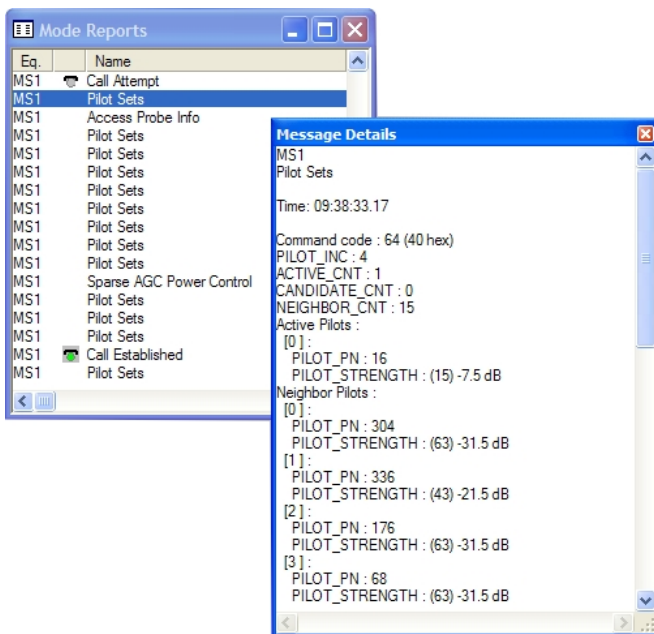 Mode Reports
Eq. Name
MS1 Call Attempt
MS1 Pilot Sets
MS1 Access Probe Info
MS1 Pilot Sets
MS1 Pilot Sets
MS1 Pilot Sets
MS1 Pilot Sets
MS1 Pilot Sets
MS1 Pilot Sets
MS1 Pilot Sets
MS1 Pilot Sets
MS1 Sparse AGC Power Control
MS1 Pilot Sets
MS1 Pilot Sets
MS1 Pilot Sets
MS1 Call Established
MS1 Pilot Sets
Message Details
MS1
Pilot Sets
Time: 09:38:33.17
Command code : 64 (40 hex)
PILOT_INC : 4
ACTIVE_CNT : 1
CANDIDATE_CNT : 0
NEIGHBOR_CNT : 15
Active Pilots :
[0 ] :
PILOT_PN : 16
PILOT_STRENGTH : (15) -7.5 dB
Neighbor Pilots :
[0 ] :
PILOT_PN : 304
PILOT_STRENGTH : (63) -31.5 dB
[1 ] :
PILOT_PN : 336
PILOT_STRENGTH : (43) -21.5 dB
[2 ] :
PILOT_PN : 176
PILOT_STRENGTH : (63) -31.5 dB
[3 ] :
PILOT_PN : 68
PILOT_STRENGTH : (63) -31.5 dB